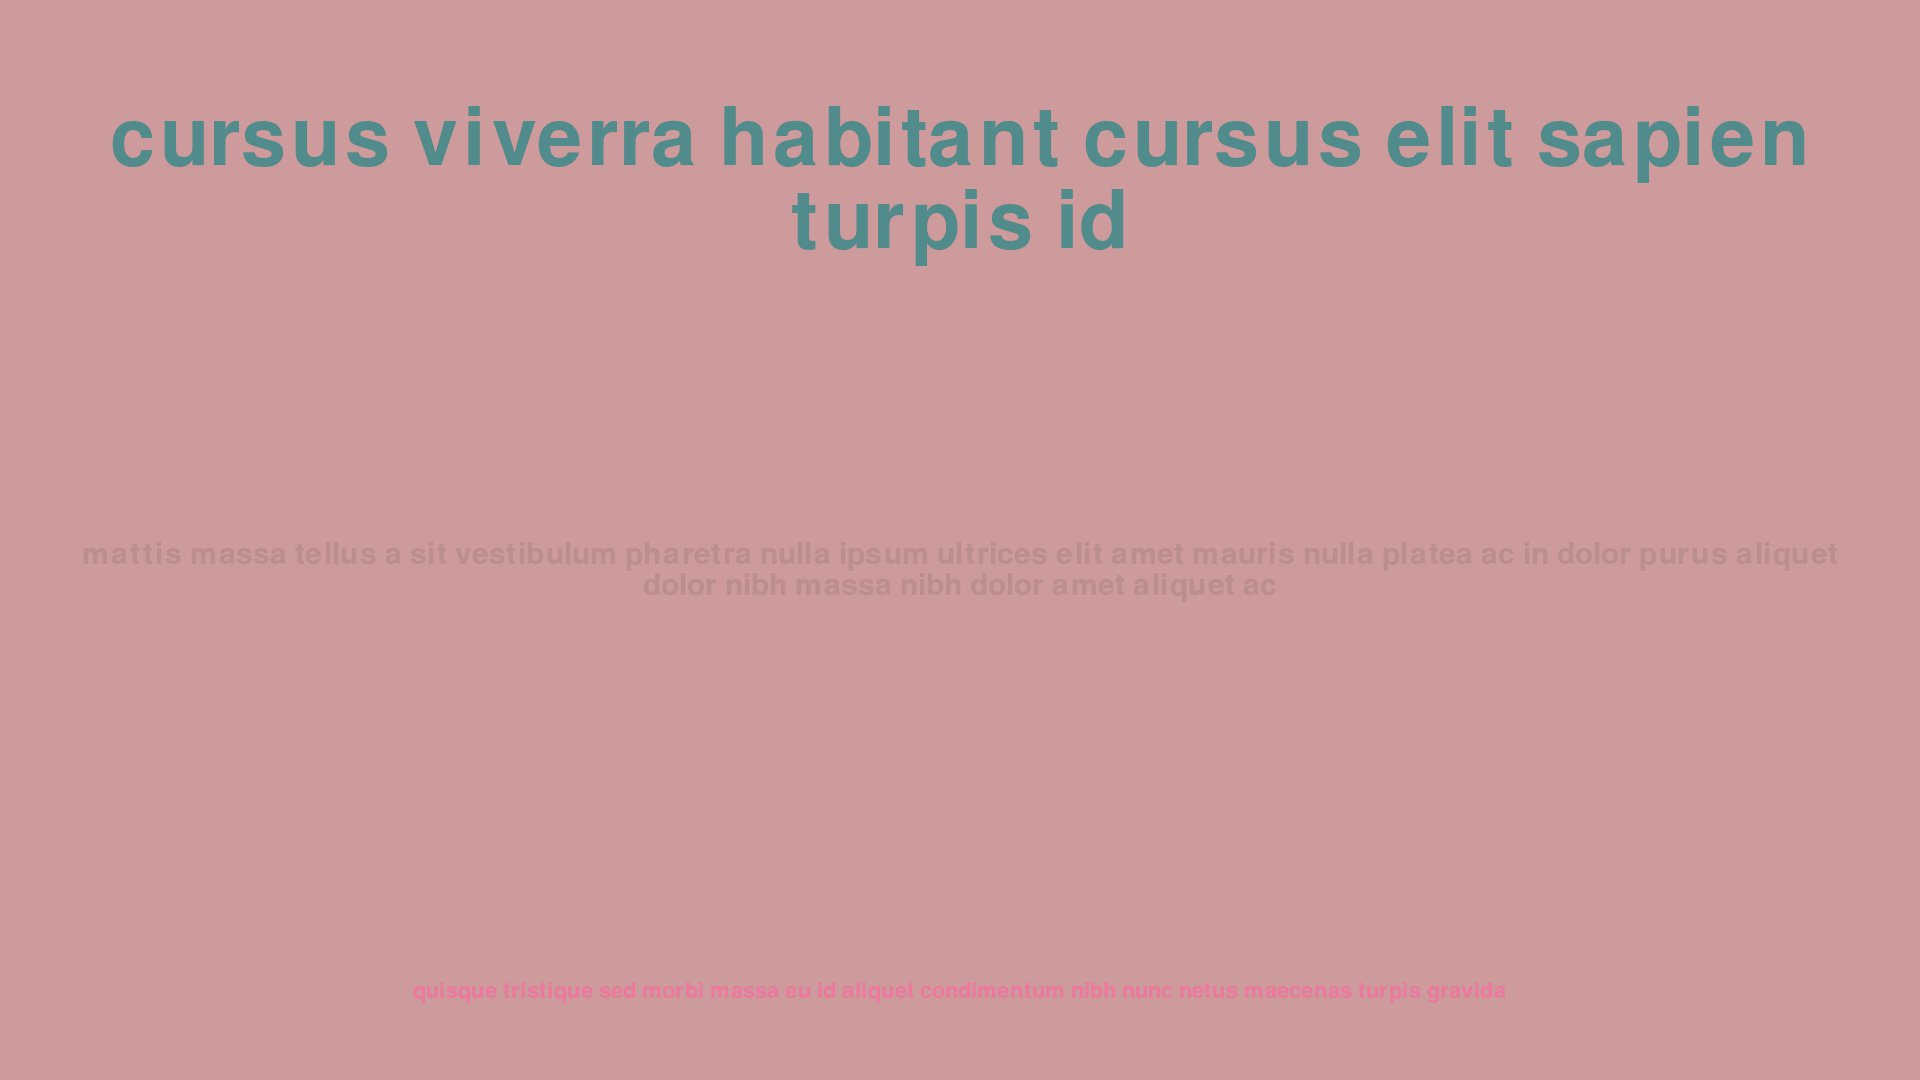 cursus viverra habitant cursus elit sapien
turpis id
mattis massa tellus a sit vestibulum pharetra nulla ipsum ultrices elit amet mauris nulla platea ac in dolor purus aliquet
dolor nibh massa nibh dolor amet aliquet ac
quisque tristique sed morbi massa eu id aliquet condimentum nibh nunc netus maecenas turpis gravida